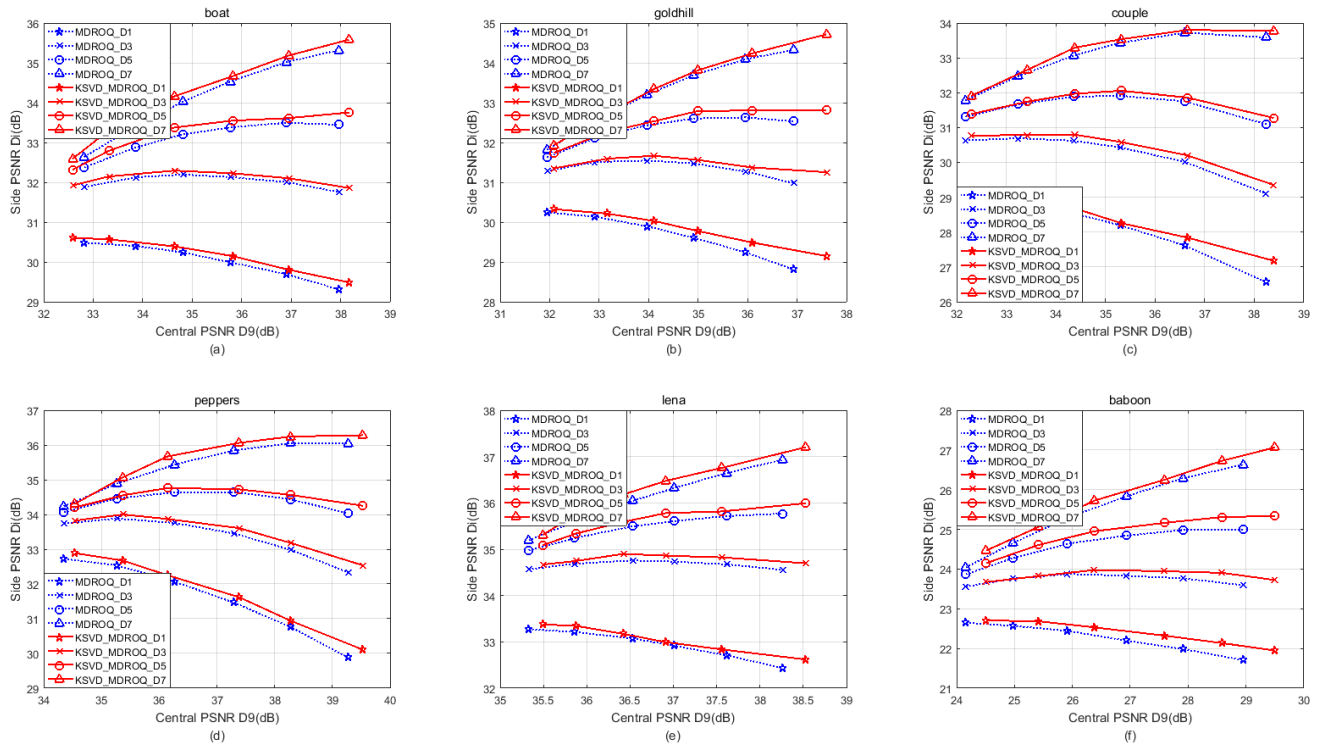 boat
36
35
34
33
32
31
30
29
Side PSNR Di(dB)
MDROQ_D1
MDROQ_D3
MDROQ_D5
MDROQ_D7
KSVD_MDROQ_D1
KSVD_MDROQ_D3
KSVD_MDROQ_D5
KSVD_MDROQ_D7
32 33 34 35 36 37 38 39
Central PSNR D9(dB)
(a)
goldhill
35
34
33
32
31
30
29
28
Side PSNR Di(dB)
MDROQ_D1
MDROQ_D3
MDROQ_D5
MDROQ_D7
KSVD_MDROQ_D1
KSVD_MDROQ_D3
KSVD_MDROQ_D5
KSVD_MDROQ_D7
31 32 33 34 35 36 37 38
Central PSNR D9(dB)
(b)
couple
34
33
32
31
30
29
28
27
26
Side PSNR Di(dB)
MDROQ_D1
MDROQ_D3
MDROQ_D5
MDROQ_D7
KSVD_MDROQ_D1
KSVD_MDROQ_D3
KSVD_MDROQ_D5
KSVD_MDROQ_D7
32 33 34 35 36 37 38 39
Central PSNR D9(dB)
(c)
peppers
37
36
35
34
33
32
31
30
29
Side PSNR Di(dB)
MDROQ_D1
MDROQ_D3
MDROQ_D5
MDROQ_D7
KSVD_MDROQ_D1
KSVD_MDROQ_D3
KSVD_MDROQ_D5
KSVD_MDROQ_D7
34 35 36 37 38 39 40
Central PSNR D9(dB)
(d)
lena
38
37
36
35
34
33
32
Side PSNR Di(dB)
MDROQ_D1
MDROQ_D3
MDROQ_D5
MDROQ_D7
KSVD_MDROQ_D1
KSVD_MDROQ_D3
KSVD_MDROQ_D5
KSVD_MDROQ_D7
35 35.5 36 36.5 37 37.5 38 38.5 39
Central PSNR D9(dB)
(e)
baboon
28
27
26
25
24
23
22
21
Side PSNR Di(dB)
MDROQ_D1
MDROQ_D3
MDROQ_D5
MDROQ_D7
KSVD_MDROQ_D1
KSVD_MDROQ_D3
KSVD_MDROQ_D5
KSVD_MDROQ_D7
24 25 26 27 28 29 30
Central PSNR D9(dB)
(f)